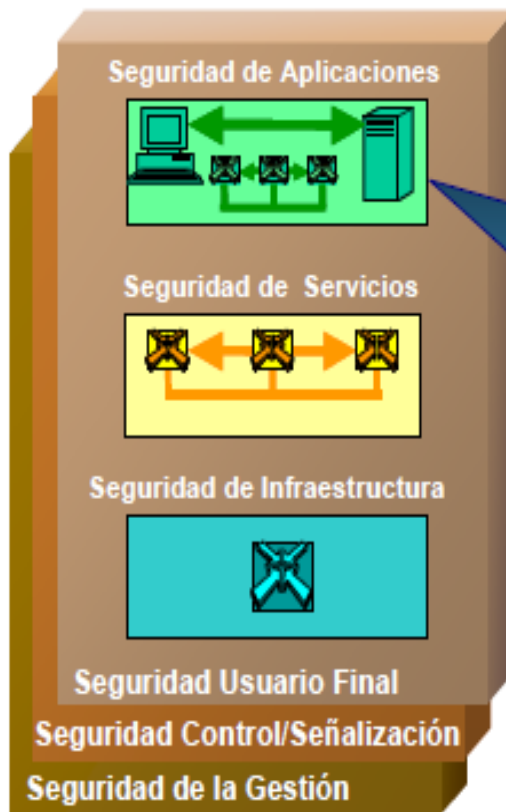 Seguridad de Aplicaciones
Seguridad de Servicios
Seguridad de Infraestructura
Seguridad Usuario Final
Seguridad Control/Señalización
Seguridad de la Gestión